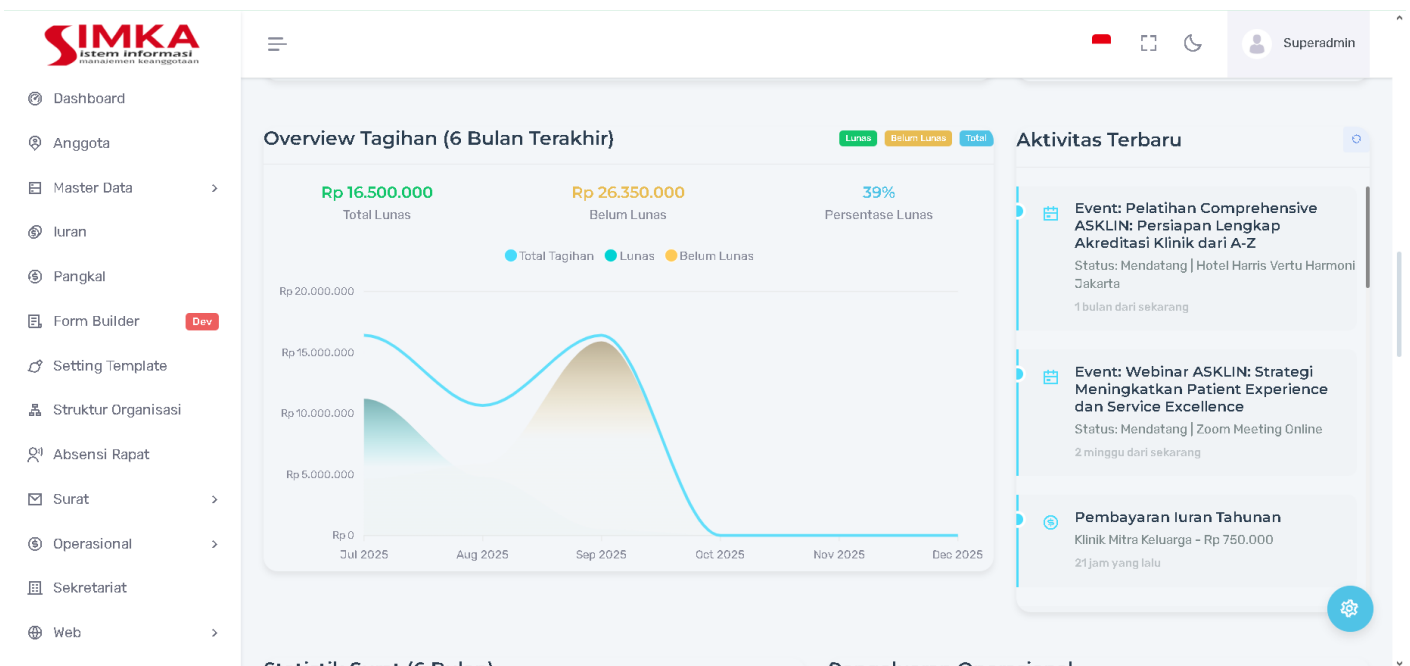 SIMKA
istem informasi
manajemen keanggotaan
Superadmin
Dashboard
Anggota
Master Data
Iuran
Pangkal
Form Builder Dev
Setting Template
Struktur Organisasi
Absensi Rapat
Surat
Operasional
Sekretariat
Web
Overview Tagihan (6 Bulan Terakhir)
Lunas Belum Lunas Total
Rp 16.500.000 Rp 26.350.000 39%
Total Lunas Belum Lunas Persentase Lunas
Total Tagihan Lunas Belum Lunas
Rp 20.000.000
Rp 15.000.000
Rp 10.000.000
Rp 5.000.000
Rp 0
Jul 2025 Aug 2025 Sep 2025 Oct 2025 Nov 2025 Dec 2025
Aktivitas Terbaru
Event: Pelatihan Comprehensive
ASKLIN: Persiapan Lengkap
Akreditasi Klinik dari A-Z
Status: Mendatang | Hotel Harris Vertu Harmoni
Jakarta
1 bulan dari sekarang
Event: Webinar ASKLIN: Strategi
Meningkatkan Patient Experience
dan Service Excellence
Status: Mendatang | Zoom Meeting Online
2 minggu dari sekarang
Pembayaran Iuran Tahunan
Klinik Mitra Keluarga - Rp 750.000
21 jam yang lalu
Statistik Surat (6 Bulan)